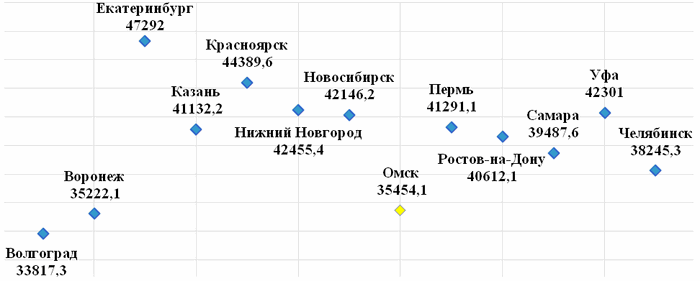 Екатеринбург
47292
Красноярск
44389,6
Казань
41132,2
Новосибирск
42146,2
Нижний Новгород
42455,4
Пермь
41291,1
Уфа
42301
Самара
39487,6
Челябинск
38245,3
Ростов-на-Дону
40612,1
Воронеж
35222,1
Омск
35454,1
Волгоград
33817,3